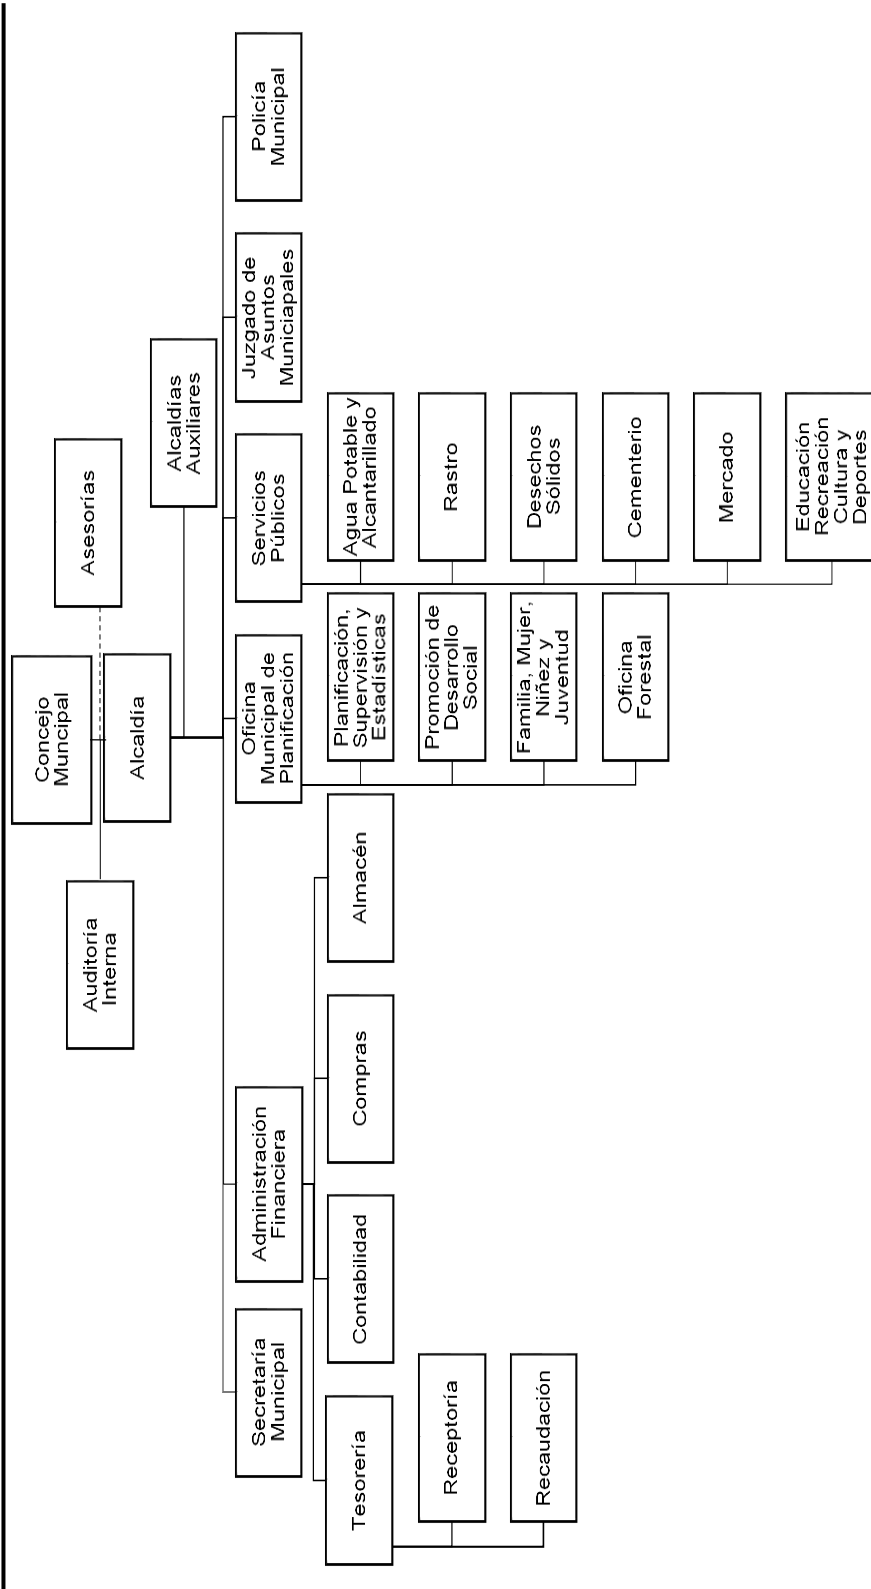 Concejo
Muncipal
Auditoría
Interna
Asesorías
Alcaldía
Alcaldías
Auxiliares
Secretaría
Municipal
Administración
Financiera
Oficina
Municipal de
Planificación
Servicios
Públicos
Juzgado de
Asuntos
Municiapales
Policía
Municipal
Tesorería
Contabilidad
Compras
Almacén
Planificación,
Supervisión y
Estadísticas
Agua Potable y
Alcantarillado
Receptoría
Promoción de
Desarrollo
Social
Rastro
Recaudación
Familia, Mujer,
Niñez y
Juventud
Desechos
Sólidos
Oficina
Forestal
Cementerio
Mercado
Educación
Recreación
Cultura y
Deportes